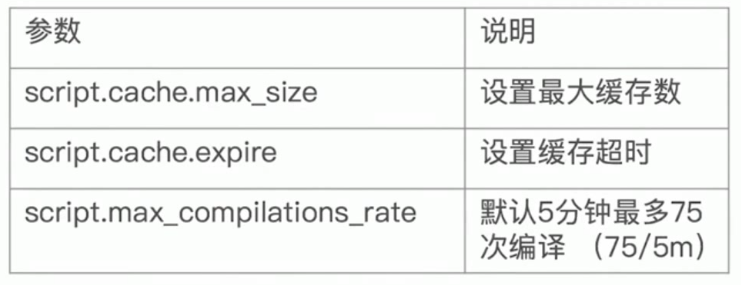 参数
说明
script.cache.max_size
设置最大缓存数
script.cache.expire
设置缓存超时
script.max_compilations_rate
默认5分钟最多75
次编译 （75/5m）